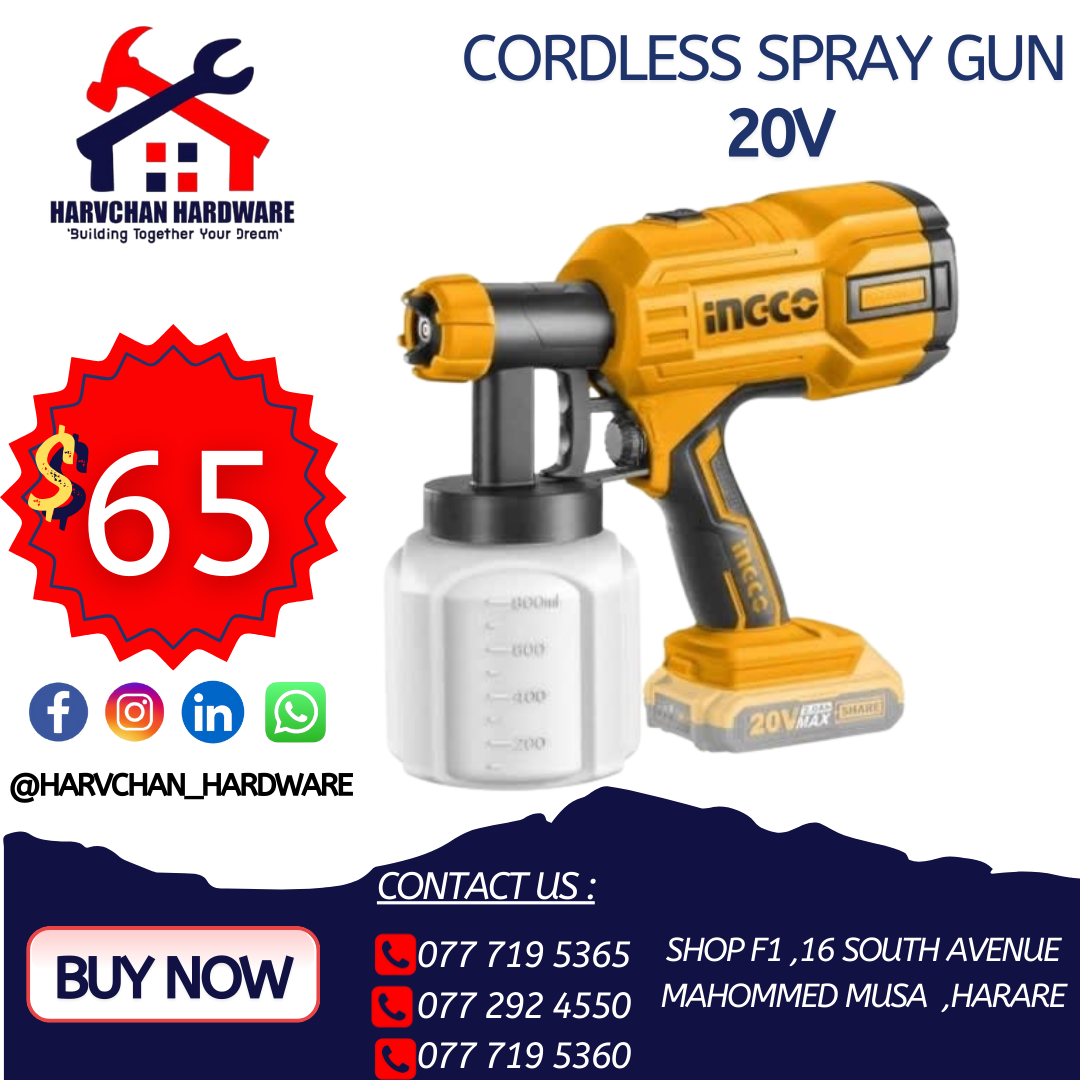 CORDLESS SPRAY GUN
20V
HARVCHAN HARDWARE
'Building Together Your Dream'
INGCO
$65
INGCO
800ml
600
400
200
20V MAX 2.0Ah SHARE
@HARVCHAN_HARDWARE
CONTACT US :
BUY NOW
077 719 5365
077 292 4550
077 719 5360
SHOP F1 ,16 SOUTH AVENUE
MAHOMMED MUSA ,HARARE